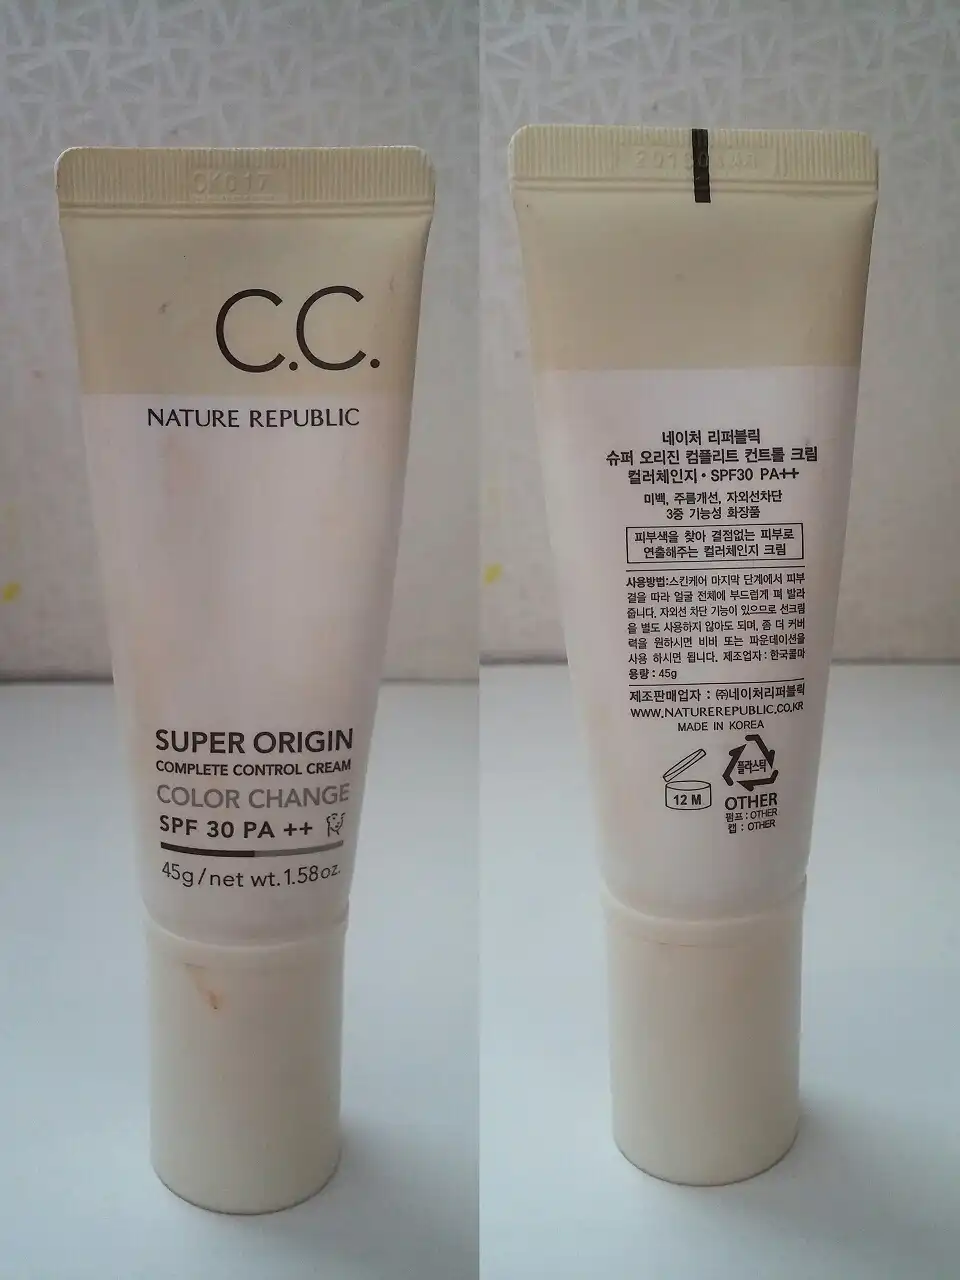 CK017
C.C.
NATURE REPUBLIC
SUPER ORIGIN
COMPLETE CONTROL CREAM
COLOR CHANGE
SPF 30 PA ++
45g/net wt.1.58oz.
네이처 리퍼블릭
슈퍼 오리진 컴플리트 컨트롤 크림
컬러체인지 • SPF30 PA++
미백, 주름개선, 자외선차단
3중 기능성 화장품
피부색을 찾아 결점없는 피부로
연출해주는 컬러체인지 크림
사용방법:스킨케어 마지막 단계에서 피부
결을 따라 얼굴 전체에 부드럽게 펴 발라
줍니다. 자외선 차단 기능이 있으므로 선크림
을 별도 사용하지 않아도 되며, 좀 더 커버
력을 원하시면 비비 또는 파운데이션을
사용 하시면 됩니다. 제조업자 : 한국콜마
용량 : 45g
제조판매업자 : ㈜네이처리퍼블릭
WWW.NATUREREPUBLIC.CO.KR
MADE IN KOREA
12 M
플라스틱
OTHER
펌프 : OTHER
캡 : OTHER